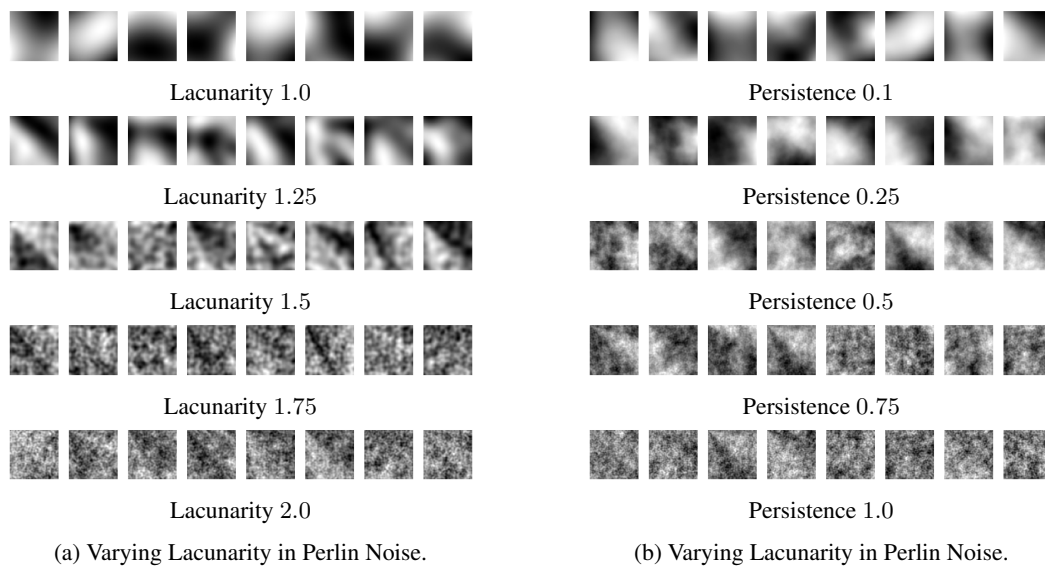 Lacunarity 1.0
Lacunarity 1.25
Lacunarity 1.5
Lacunarity 1.75
Lacunarity 2.0
(a) Varying Lacunarity in Perlin Noise.
Persistence 0.1
Persistence 0.25
Persistence 0.5
Persistence 0.75
Persistence 1.0
(b) Varying Lacunarity in Perlin Noise.